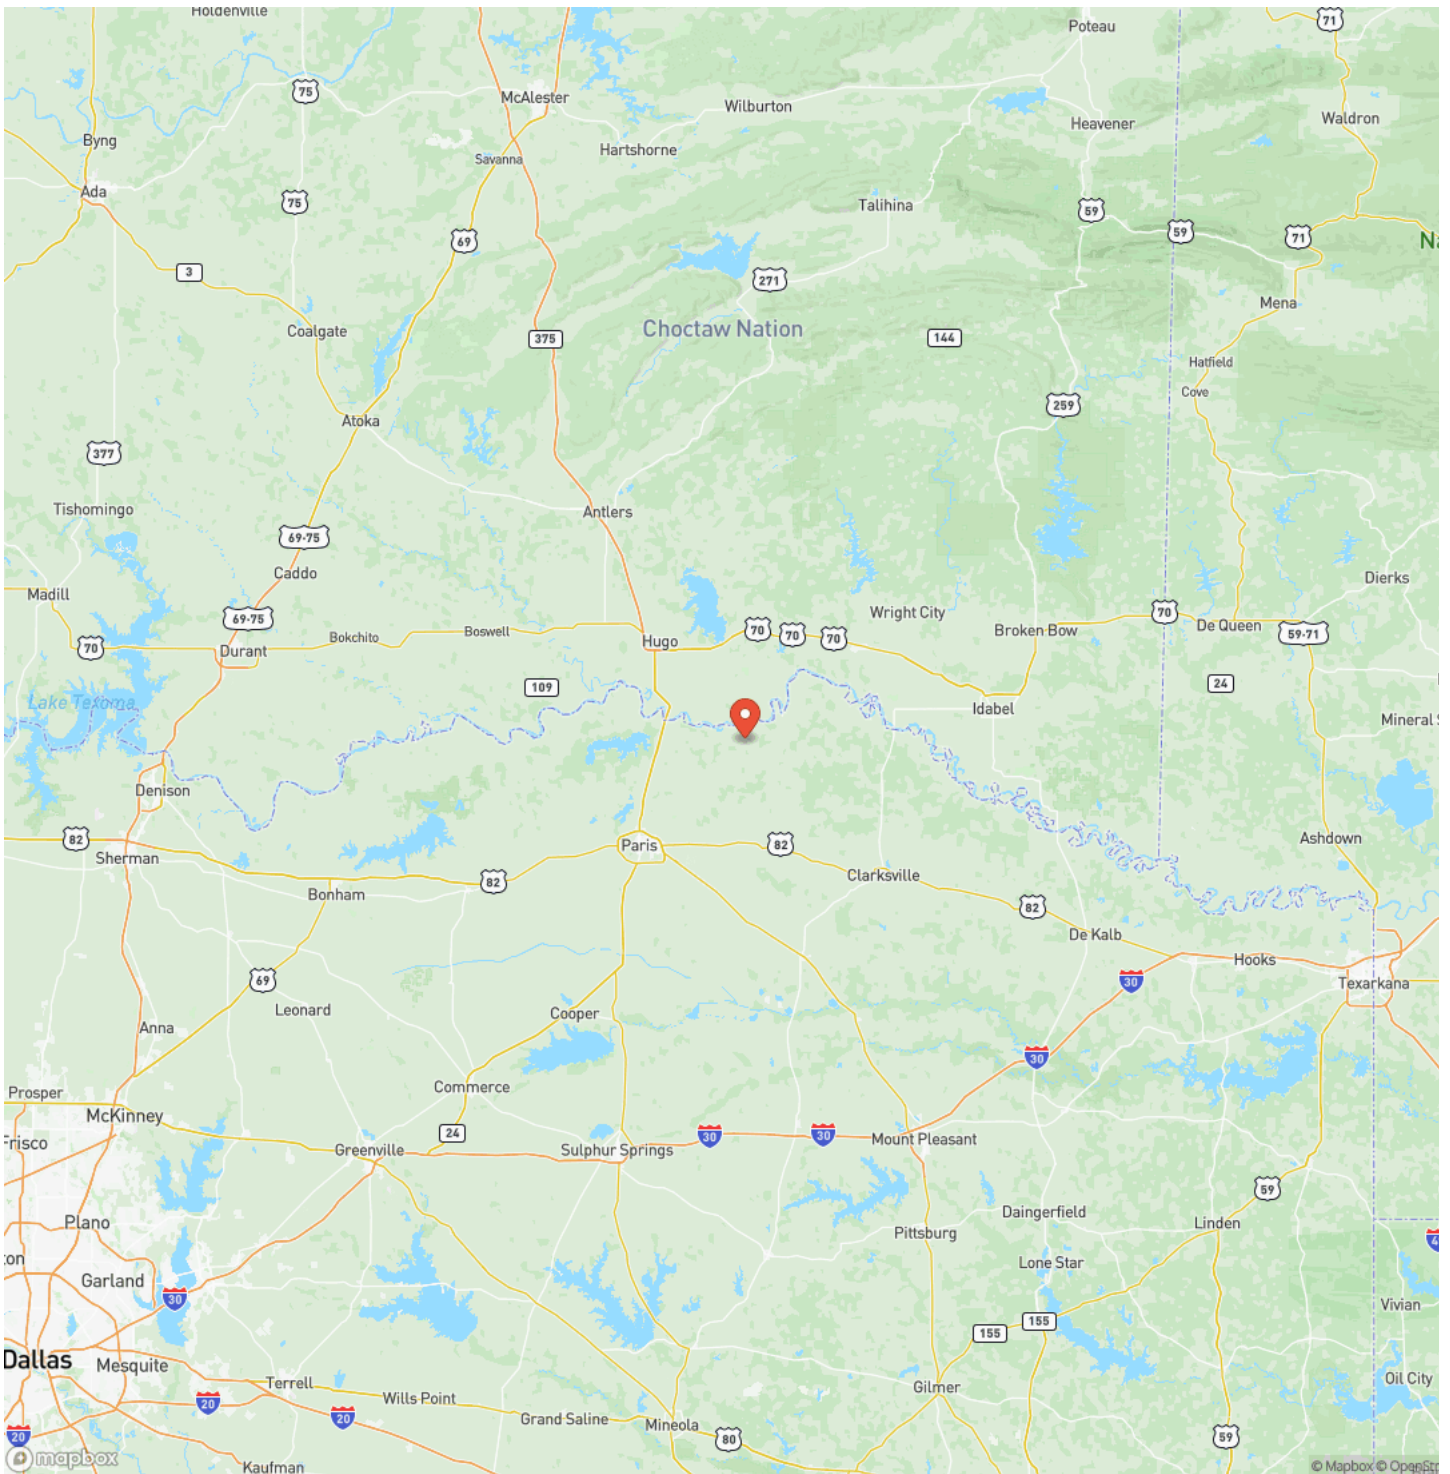 Holdenville
Poteau
71
75
McAlester
Wilburton
Waldron
Heavener
Byng
Hartshorne
Savanna
Ada
75
Talihina
59
59
71
Na
69
3
271
Mena
Coalgate
Choctaw Nation
375
144
Hatfield
Cove
259
Atoka
377
Tishomingo
Antlers
69-75
Caddo
Dierks
Madill
Wright City
70
69-75
Bokchito
Boswell
Hugo
70
70
70
Broken Bow
De Queen
59-71
70
Durant
109
24
Lake Texoma
Idabel
Mineral S
Denison
82
Sherman
Paris
82
Ashdown
Clarksville
82
Bonham
82
De Kalb
Hooks
69
30
Texarkana
Leonard
Cooper
Anna
30
Prosper
Commerce
McKinney
Frisco
24
30
30
Mount Pleasant
Greenville
Sulphur Springs
59
Plano
Daingerfield
Linden
Pittsburg
4
ton
Lone Star
Garland
30
Vivian
155
155
Dallas
Mesquite
Oil City
Terrell
Gilmer
20
Wills Point
20
Grand Saline
Mineola
20
80
59
mapbox
Kaufman
© Mapbox © OpenStr